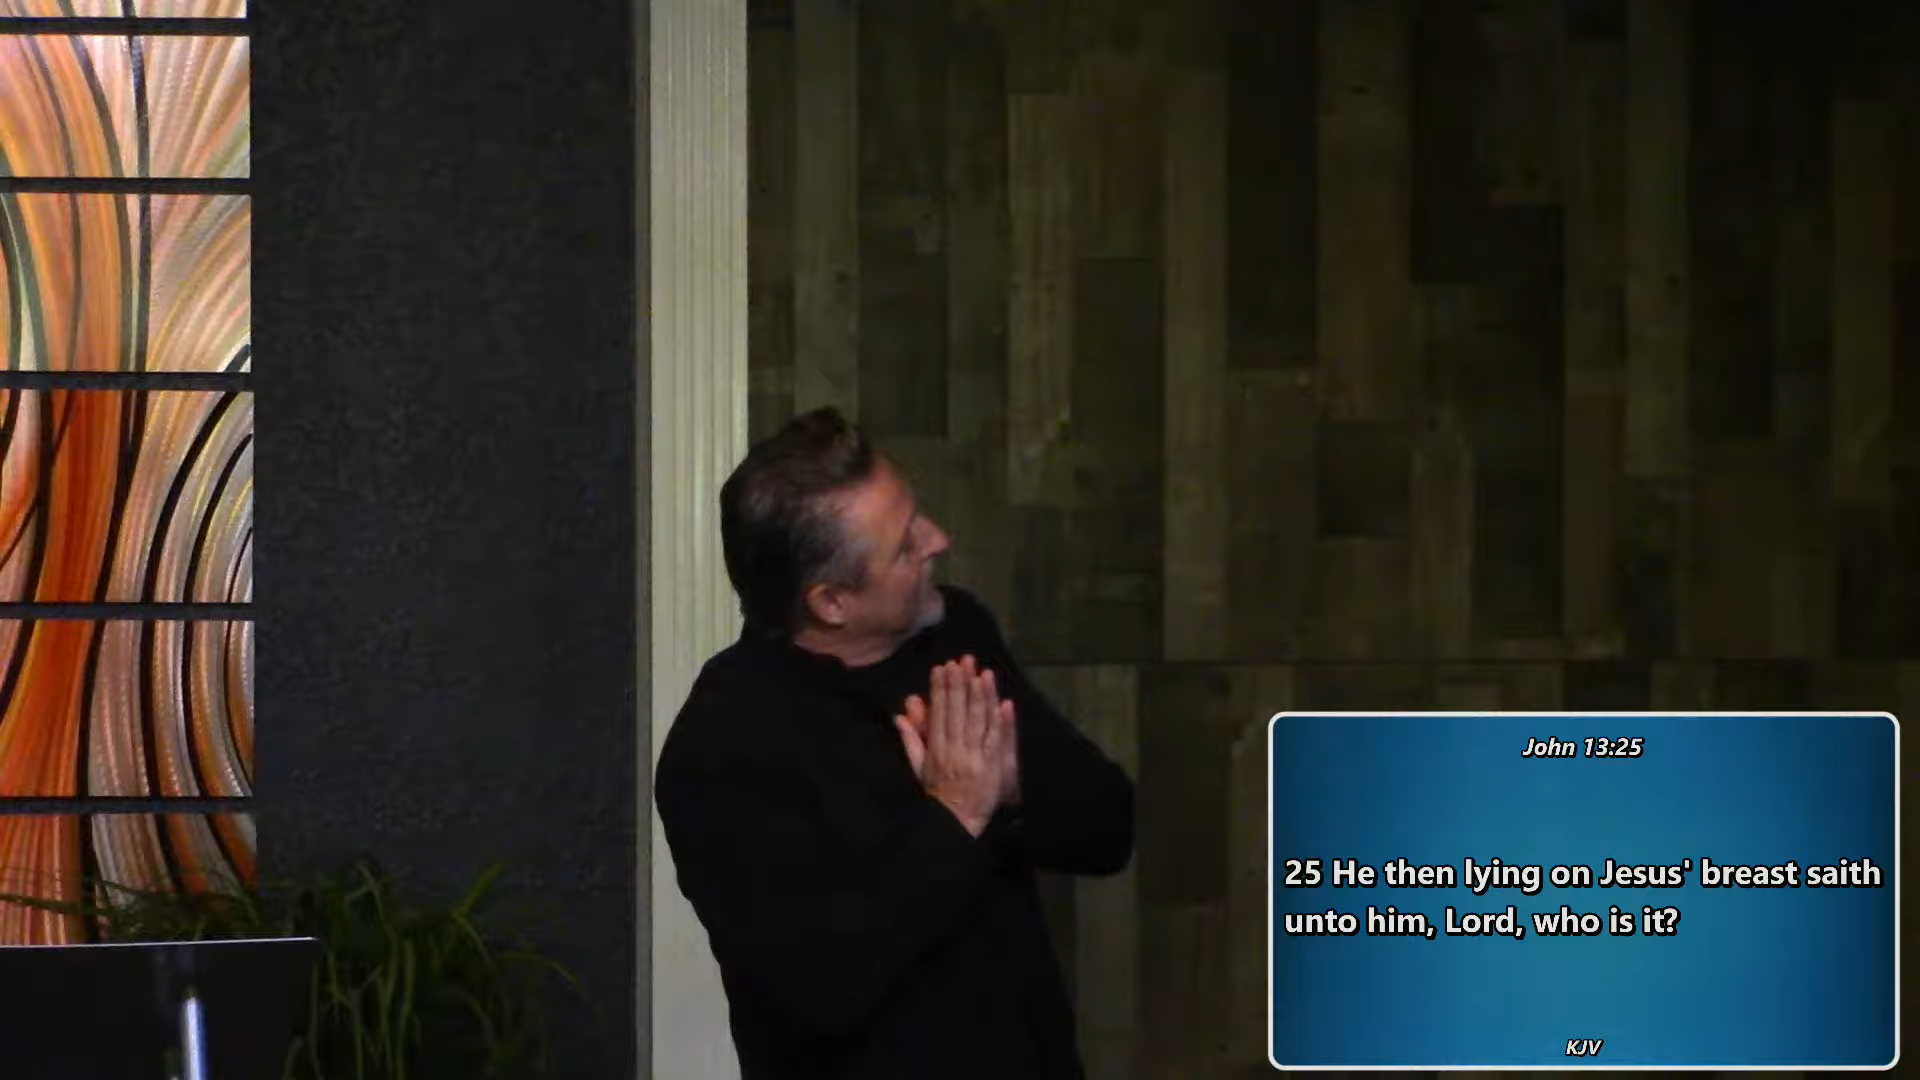 John 13:25
25 He then lying on Jesus' breast saith
unto him, Lord, who is it?
KJV